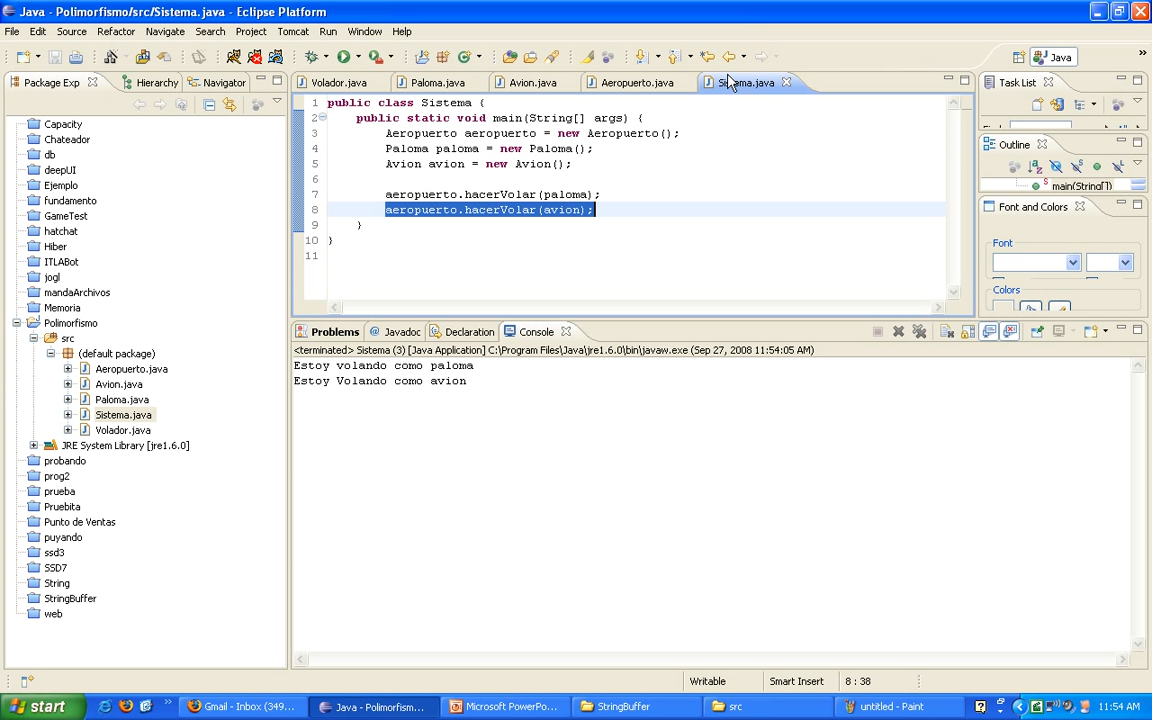 Java - Polimorfismo/src/Sistema.java - Eclipse Platform
File Edit Source Refactor Navigate Search Project Tomcat Run Window Help
Java
Package Exp Hierarchy Navigator
Volador.java Paloma.java Avion.java Aeropuerto.java Sistema.java
Task List
1 public class Sistema {
2 public static void main(String[] args) {
3 Aeropuerto aeropuerto = new Aeropuerto();
4 Paloma paloma = new Paloma();
5 Avion avion = new Avion();
6
7 aeropuerto.hacerVolar(paloma);
8 aeropuerto.hacerVolar(avion);
9 }
10 }
11
Capacity
Chateador
db
deepUI
Ejemplo
fundamento
GameTest
hatchat
Hiber
ITLABot
jogl
mandaArchivos
Memoria
Polimorfismo
src
(default package)
Aeropuerto.java
Avion.java
Paloma.java
Sistema.java
Volador.java
JRE System Library [jre1.6.0]
probando
prog2
prueba
Pruebita
Punto de Ventas
puyando
ssd3
SSD7
String
StringBuffer
web
Outline
main(String[])
Font and Colors
Font
Colors
Problems Javadoc Declaration Console
<terminated> Sistema (3) [Java Application] C:\Program Files\Java\jre1.6.0\bin\javaw.exe (Sep 27, 2008 11:54:05 AM)
Estoy volando como paloma
Estoy Volando como avion
Writable Smart Insert 8 : 38
start Gmail - Inbox (349... Java - Polimorfism... Microsoft PowerPo... StringBuffer src untitled - Paint 11:54 AM